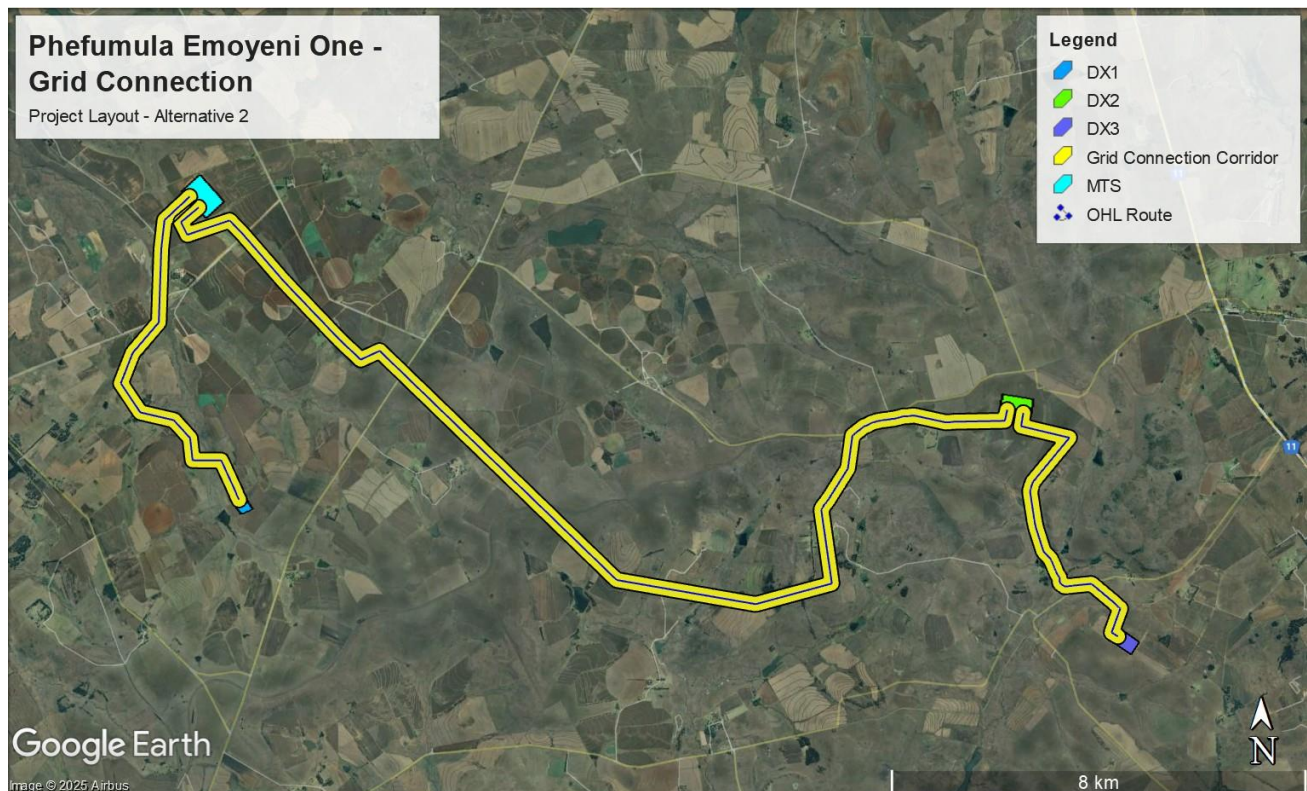 Phefumula Emoyeni One -
Grid Connection
Project Layout - Alternative 2
Legend
DX1
DX2
DX3
Grid Connection Corridor
MTS
OHL Route
11
11
N
8 km
Google Earth
Image © 2025 Airbus